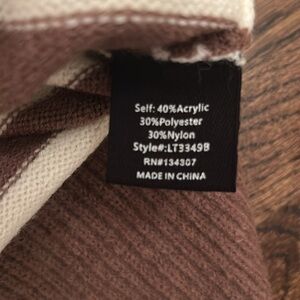 Self: 40%Acrylic
30%Polyester
30%Nylon
Style#:LT3349B
RN#134307
MADE IN CHINA